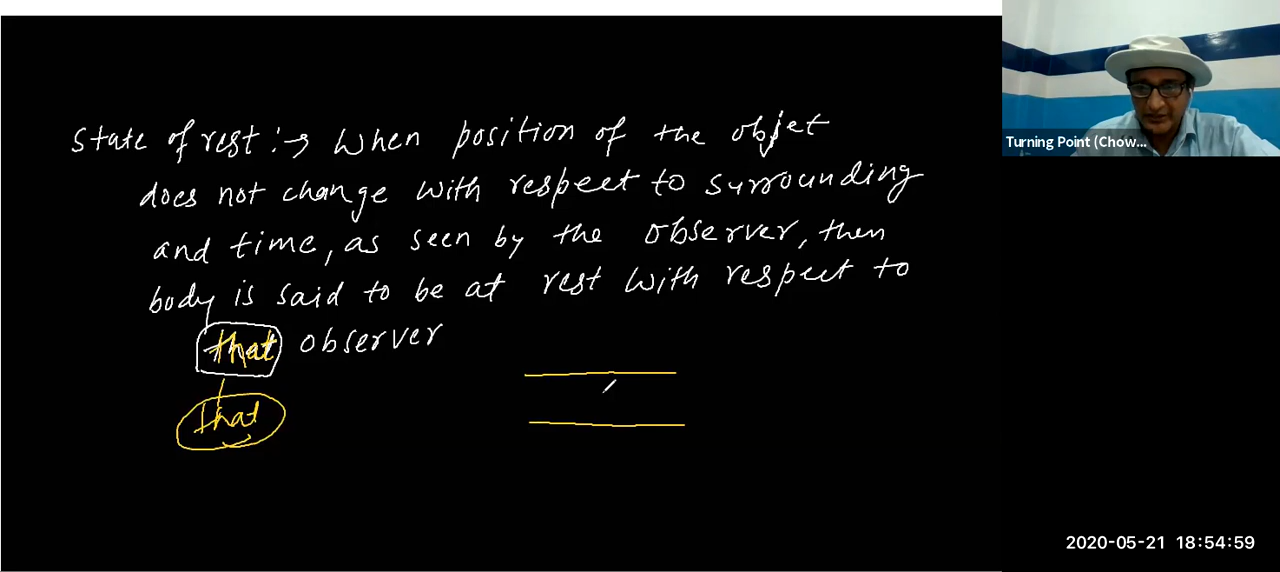 State of rest :→ When position of the objet
does not change with respect to surrounding
and time, as seen by the observer, then
body is said to be at rest with respect to
that observer
that
Turning Point (Chow...
2020-05-21 18:54:59